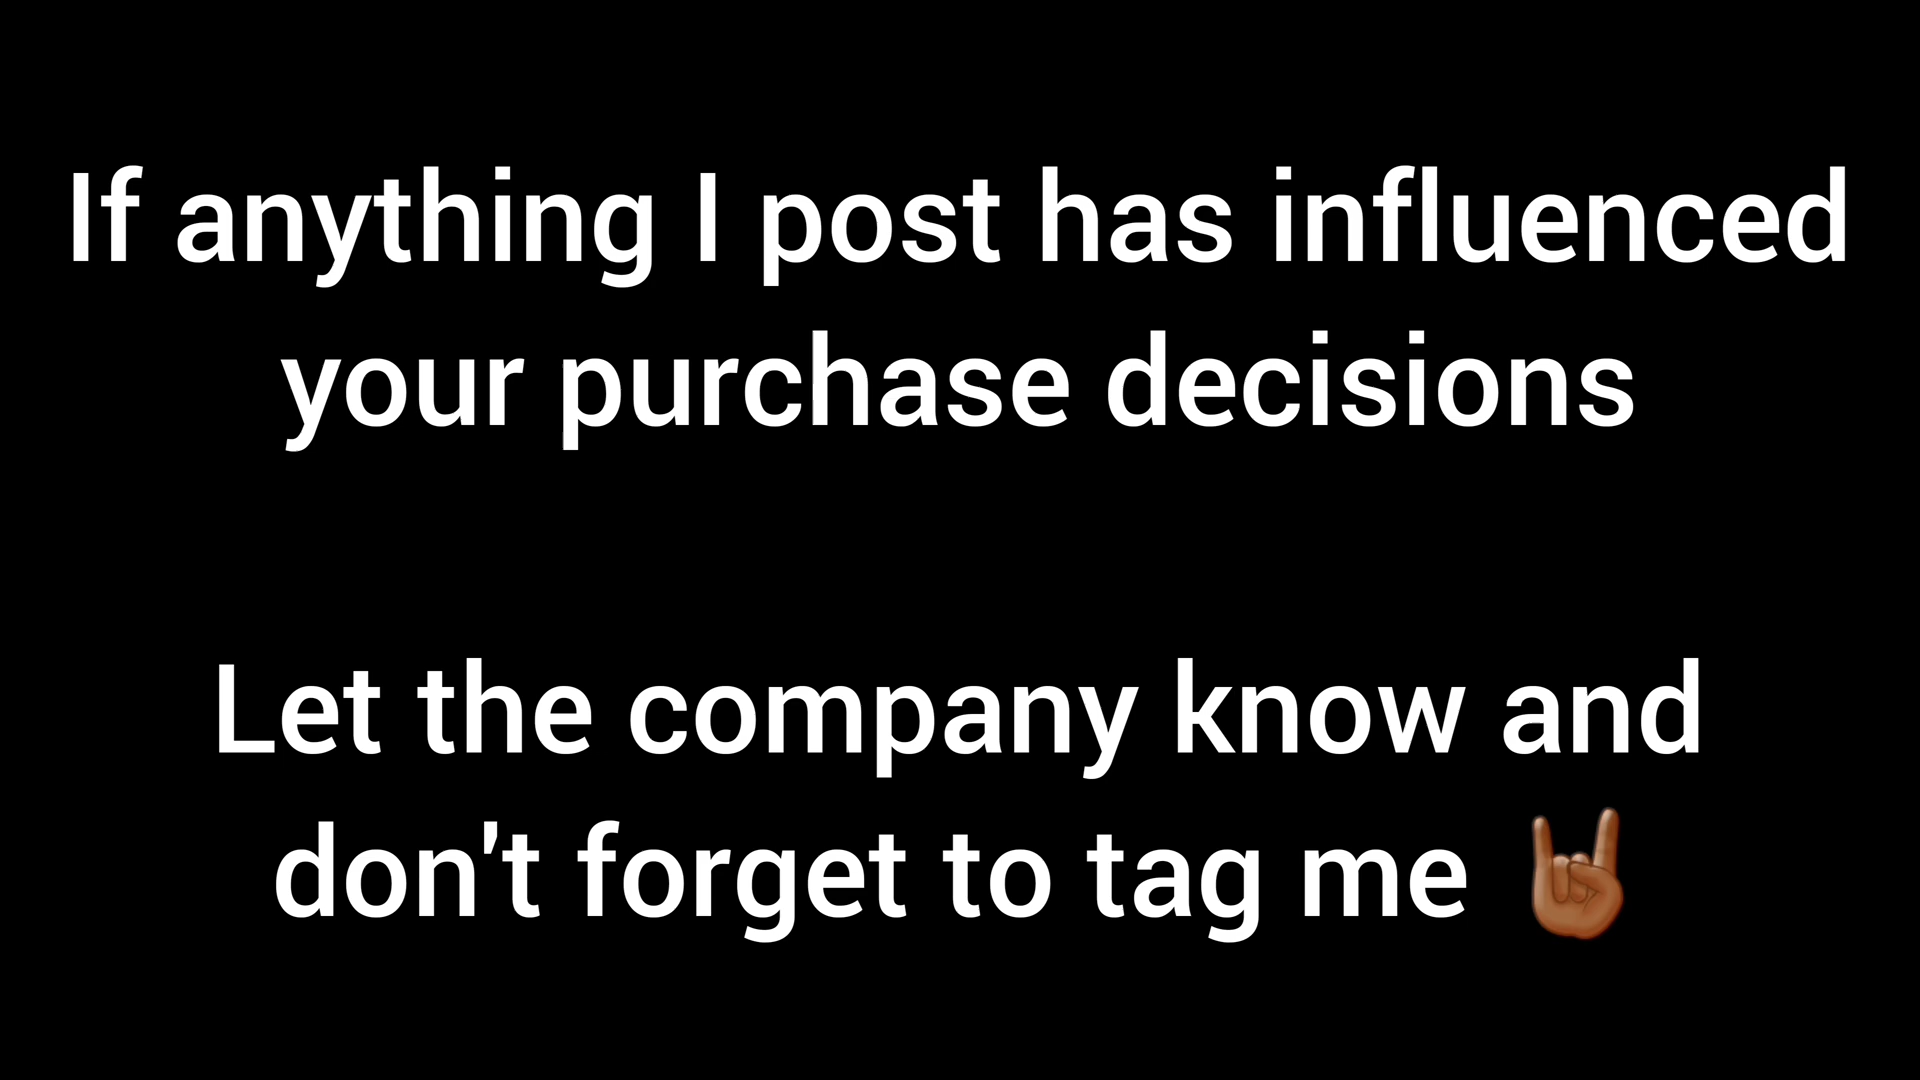 If anything I post has influenced
your purchase decisions
Let the company know and
don't forget to tag me 🤘🏾